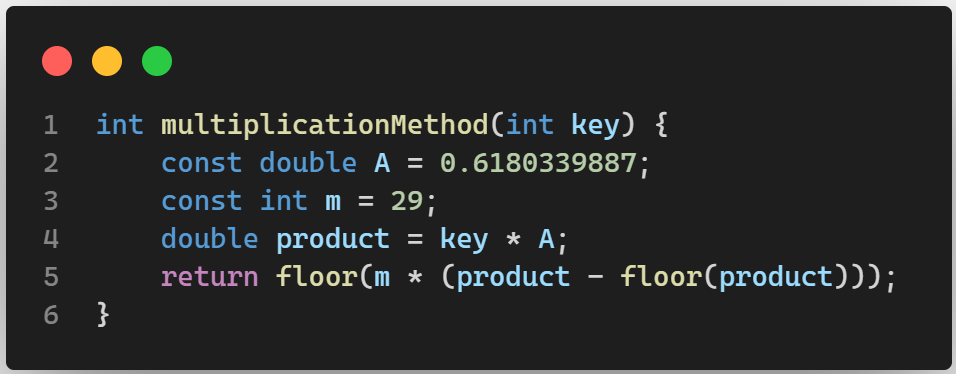 1 int multiplicationMethod(int key) {
2     const double A = 0.6180339887;
3     const int m = 29;
4     double product = key * A;
5     return floor(m * (product - floor(product)));
6 }